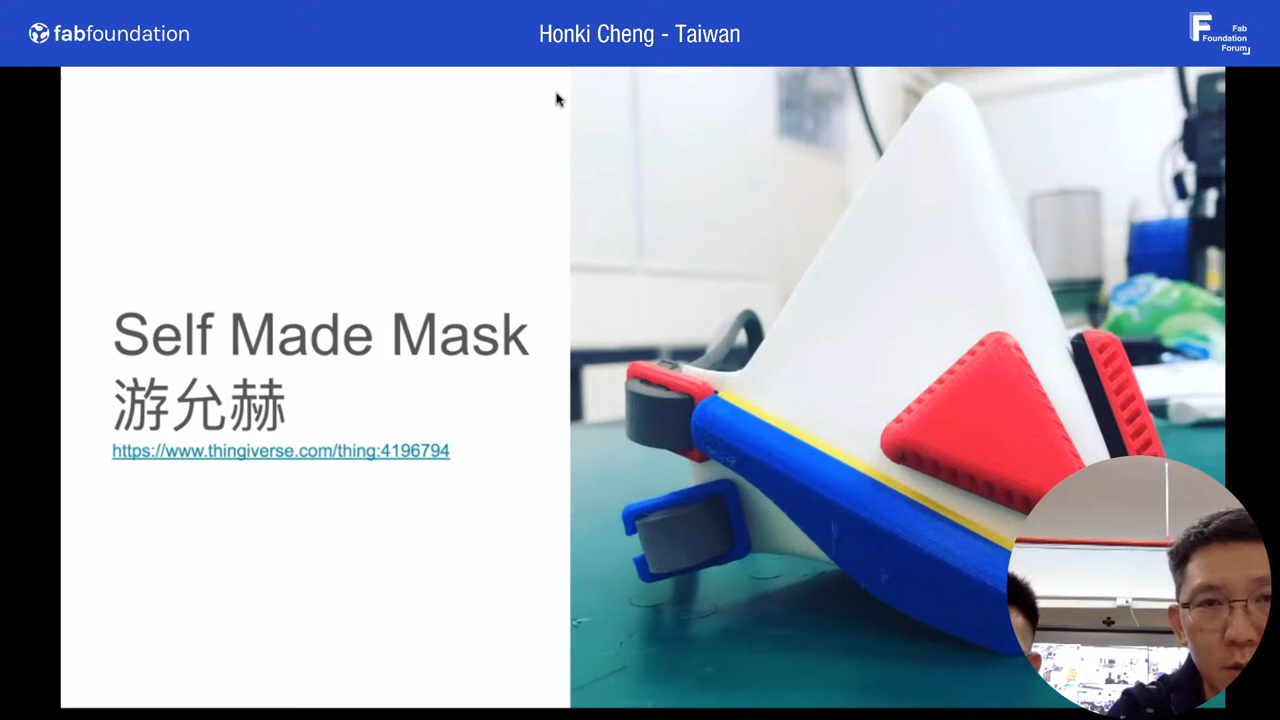 fabfoundation
Honki Cheng - Taiwan
Fab
Foundation
Forum
Self Made Mask
游允赫
https://www.thingiverse.com/thing:4196794